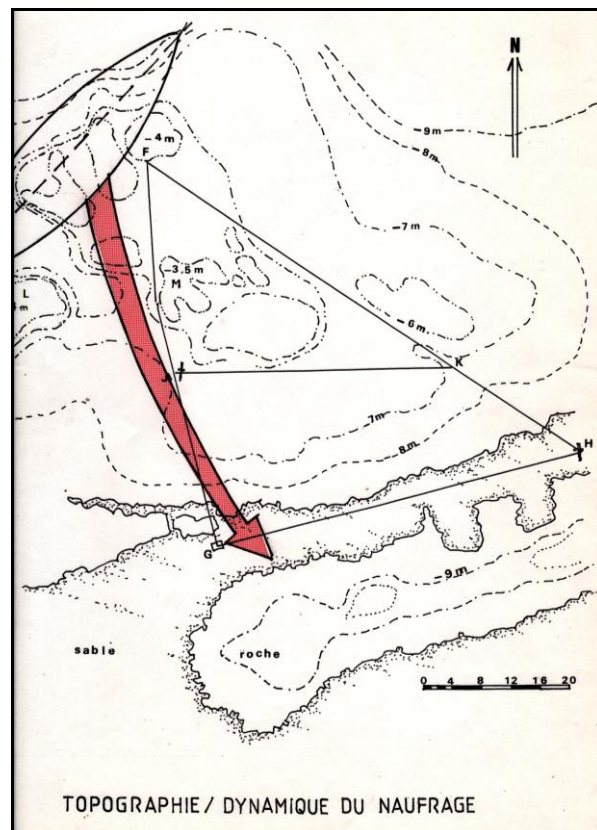 N
-9m
-8m
-4m
F
-7m
-3.5m
M
L
m
-6m
K
J
-7m
8m
H
G
-9m
sable
roche
0 4 8 12 16 20
TOPOGRAPHIE/ DYNAMIQUE DU NAUFRAGE